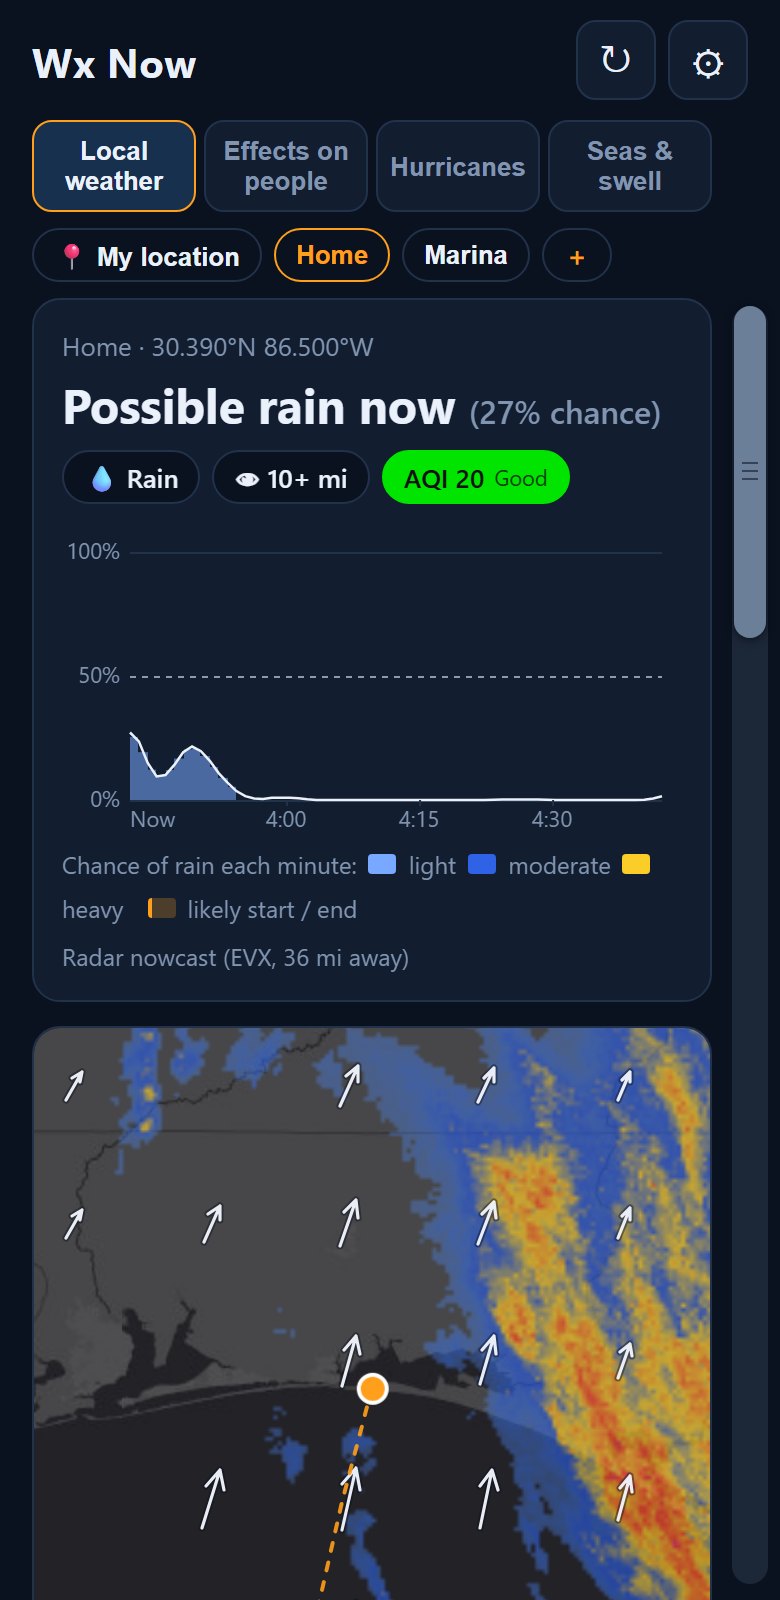 Wx Now
Local weather
Effects on people
Hurricanes
Seas & swell
My location
Home
Marina
+
Home · 30.390°N 86.500°W
Possible rain now (27% chance)
Rain
10+ mi
AQI 20 Good
100%
50%
0%
Now 4:00 4:15 4:30
Chance of rain each minute: light moderate
heavy likely start / end
Radar nowcast (EVX, 36 mi away)